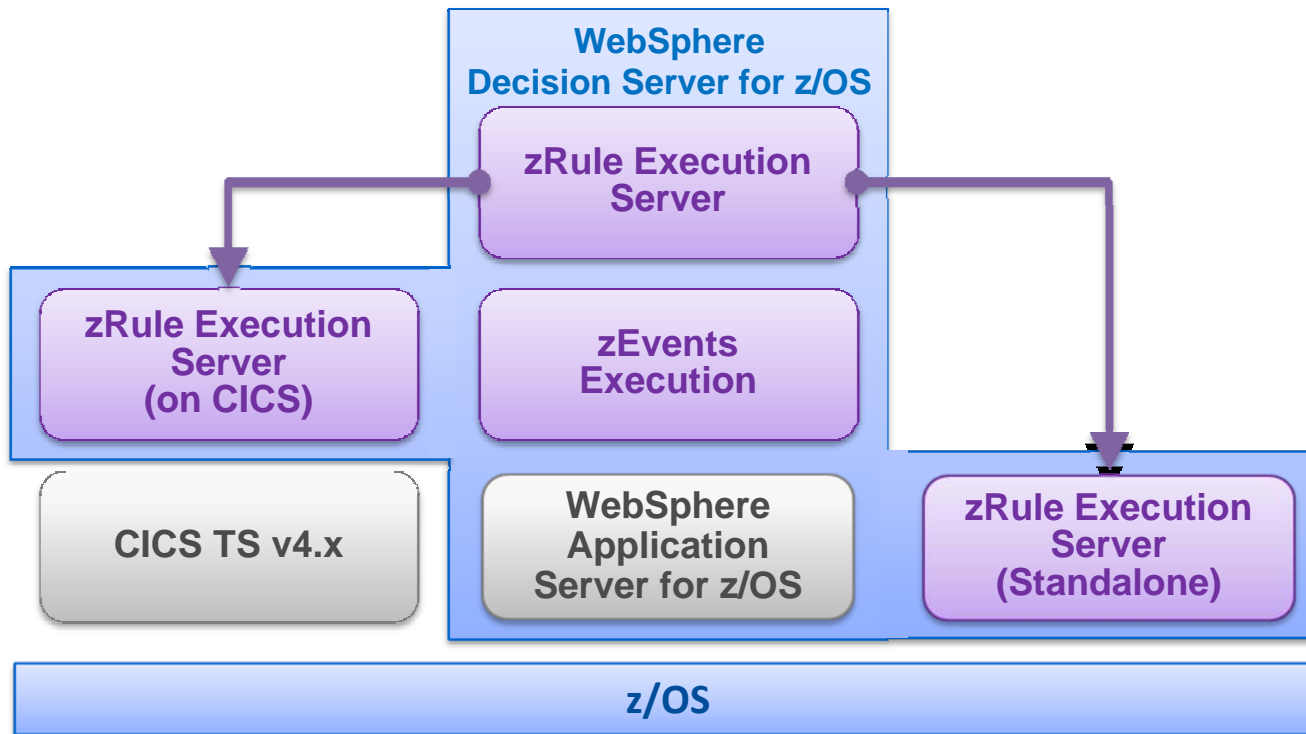 WebSphere
Decision Server for z/OS
zRule Execution
Server
zRule Execution
Server
(on CICS)
zEvents
Execution
CICS TS v4.x
WebSphere
Application
Server for z/OS
zRule Execution
Server
(Standalone)
z/OS